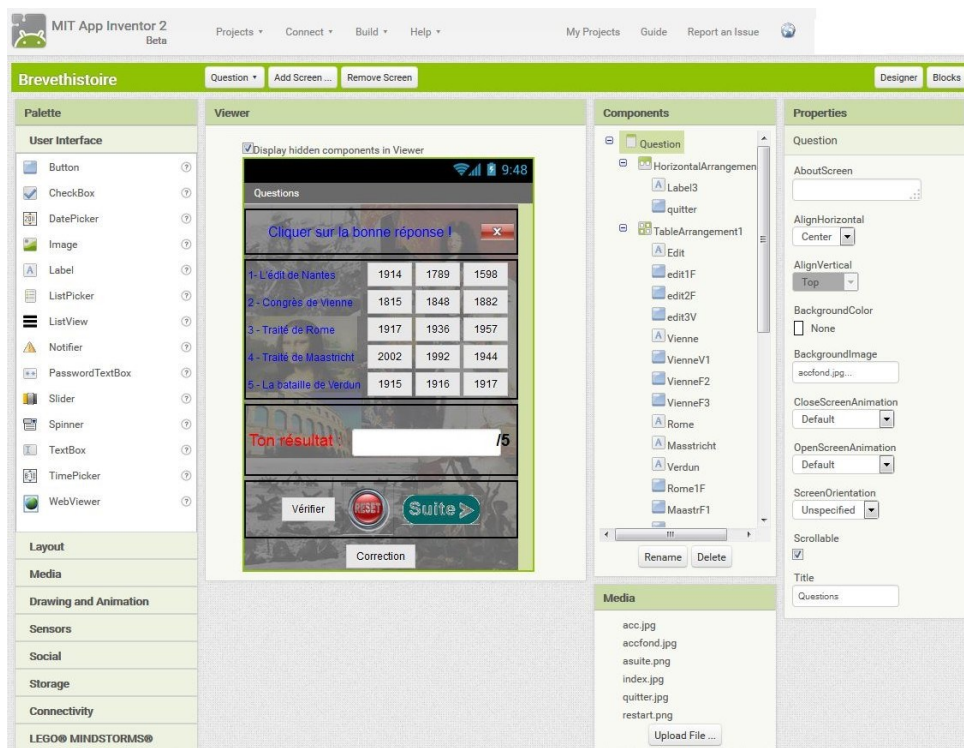 MIT App Inventor 2
Beta
Projects Connect Build Help My Projects Guide Report an Issue
Brevethistoire Question Add Screen ... Remove Screen Designer Blocks
Palette
User Interface
Button
CheckBox
DatePicker
Image
Label
ListPicker
ListView
Notifier
PasswordTextBox
Slider
Spinner
TextBox
TimePicker
WebViewer
Layout
Media
Drawing and Animation
Sensors
Social
Storage
Connectivity
LEGO® MINDSTORMS®
Viewer
Display hidden components in Viewer
9:48
Questions
Cliquer sur la bonne réponse ! X
1- L'édit de Nantes 1914 1789 1598
2 - Congrès de Vienne 1815 1848 1882
3 - Traité de Rome 1917 1936 1957
4 - Traité de Maastricht 2002 1992 1944
5 - La bataille de Verdun 1915 1916 1917
Ton résultat /5
Vérifier RESET Suite
Correction
Components
Question
HorizontalArrangemen
Label3
quitter
TableArrangement1
Edit
edit1F
edit2F
edit3V
Vienne
VienneV1
VienneF2
VienneF3
Rome
Masstricht
Verdun
Rome1F
MaastrF1
Rename Delete
Media
acc.jpg
accfond.jpg
asuite.png
index.jpg
quitter.jpg
restart.png
Upload File ...
Properties
Question
AboutScreen
AlignHorizontal
Center
AlignVertical
Top
BackgroundColor
None
BackgroundImage
accfond.jpg...
CloseScreenAnimation
Default
OpenScreenAnimation
Default
ScreenOrientation
Unspecified
Scrollable
Title
Questions